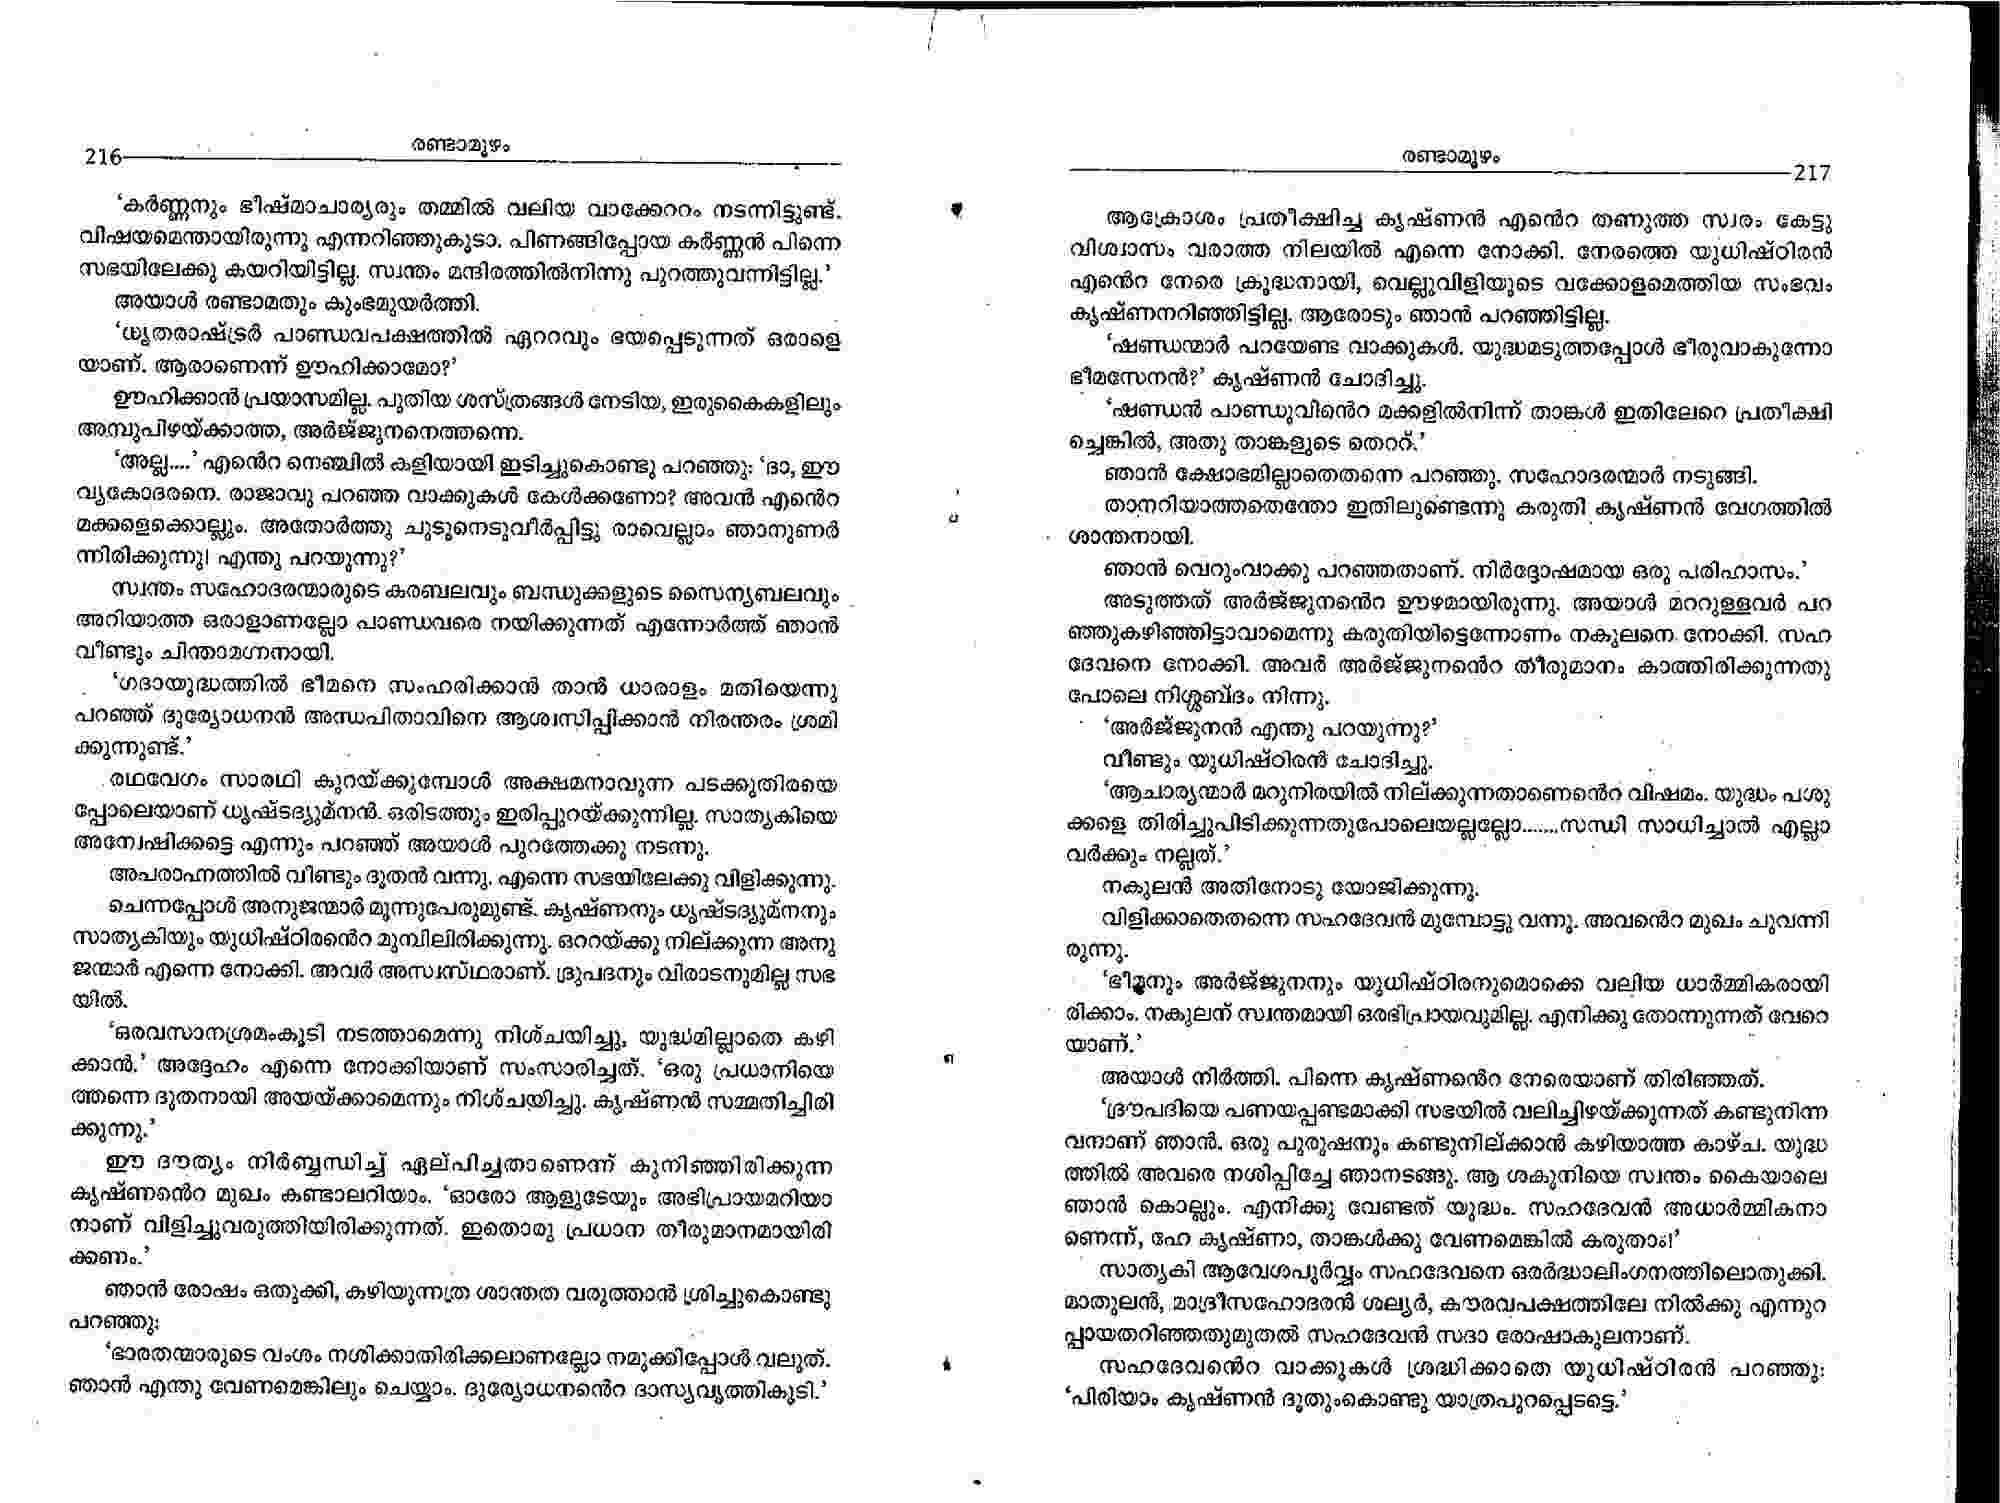 216
രണ്ടാമൂഴം
‘കർണ്ണനും ഭീഷ്മാചാര്യരും തമ്മിൽ വലിയ വാക്കേററം നടന്നിട്ടുണ്ട്.
വിഷയമെന്തായിരുന്നു എന്നറിഞ്ഞുകൂടാ. പിണങ്ങിപ്പോയ കർണ്ണൻ പിന്നെ
സഭയിലേക്കു കയറിയിട്ടില്ല. സ്വന്തം മന്ദിരത്തിൽനിന്നു പുറത്തുവന്നിട്ടില്ല.’
അയാൾ രണ്ടാമതും കുംഭമുയർത്തി.
‘ധൃതരാഷ്ട്രർ പാണ്ഡവപക്ഷത്തിൽ ഏററവും ഭയപ്പെടുന്നത് ഒരാളെ
യാണ്. ആരാണെന്ന് ഊഹിക്കാമോ?’
ഊഹിക്കാൻ പ്രയാസമില്ല. പുതിയ ശസ്ത്രങ്ങൾ നേടിയ, ഇരുകൈകളിലും
അമ്പുപിഴയ്ക്കാത്ത, അർജ്ജുനനെത്തന്നെ.
‘അല്ല....’ എന്റെ നെഞ്ചിൽ കളിയായി ഇടിച്ചുകൊണ്ടു പറഞ്ഞു: ‘ദാ, ഈ
വൃകോദരനെ. രാജാവു പറഞ്ഞ വാക്കുകൾ കേൾക്കണോ? അവൻ എന്റെ
മക്കളെക്കൊല്ലും. അതോർത്തു ചുടുനെടുവീർപ്പിട്ടു രാവെല്ലാം ഞാനുണർ
ന്നിരിക്കുന്നു! എന്തു പറയുന്നു?’
സ്വന്തം സഹോദരന്മാരുടെ കരബലവും ബന്ധുക്കളുടെ സൈന്യബലവും
അറിയാത്ത ഒരാളാണല്ലോ പാണ്ഡവരെ നയിക്കുന്നത് എന്നോർത്ത് ഞാൻ
വീണ്ടും ചിന്താമഗ്നനായി.
‘ഗദായുദ്ധത്തിൽ ഭീമനെ സംഹരിക്കാൻ താൻ ധാരാളം മതിയെന്നു
പറഞ്ഞ് ദുര്യോധനൻ അന്ധപിതാവിനെ ആശ്വസിപ്പിക്കാൻ നിരന്തരം ശ്രമി
ക്കുന്നുണ്ട്.’
രഥവേഗം സാരഥി കുറയ്ക്കുമ്പോൾ അക്ഷമനാവുന്ന പടക്കുതിരയെ
പ്പോലെയാണ് ധൃഷ്ടദ്യുമ്നൻ. ഒരിടത്തും ഇരിപ്പുറയ്ക്കുന്നില്ല. സാത്യകിയെ
അന്വേഷിക്കട്ടെ എന്നും പറഞ്ഞ് അയാൾ പുറത്തേക്കു നടന്നു.
അപരാഹ്നത്തിൽ വീണ്ടും ദൂതൻ വന്നു. എന്നെ സഭയിലേക്കു വിളിക്കുന്നു.
ചെന്നപ്പോൾ അനുജന്മാർ മൂന്നുപേരുമുണ്ട്. കൃഷ്ണനും ധൃഷ്ടദ്യുമ്നനും
സാത്യകിയും യുധിഷ്ഠിരന്റെ മുമ്പിലിരിക്കുന്നു. ഒററയ്ക്കു നില്ക്കുന്ന അനു
ജന്മാർ എന്നെ നോക്കി. അവർ അസ്വസ്ഥരാണ്. ദ്രുപദനും വിരാടനുമില്ല സഭ
യിൽ.
‘ഒരവസാനശ്രമംകൂടി നടത്താമെന്നു നിശ്ചയിച്ചു, യുദ്ധമില്ലാതെ കഴി
ക്കാൻ.’ അദ്ദേഹം എന്നെ നോക്കിയാണ് സംസാരിച്ചത്. ‘ഒരു പ്രധാനിയെ
ത്തന്നെ ദൂതനായി അയയ്ക്കാമെന്നും നിശ്ചയിച്ചു. കൃഷ്ണൻ സമ്മതിച്ചിരി
ക്കുന്നു.’
ഈ ദൗത്യം നിർബ്ബന്ധിച്ച് ഏല്പിച്ചതാണെന്ന് കുനിഞ്ഞിരിക്കുന്ന
കൃഷ്ണന്റെ മുഖം കണ്ടാലറിയാം. ‘ഓരോ ആളുടേയും അഭിപ്രായമറിയാ
നാണ് വിളിച്ചുവരുത്തിയിരിക്കുന്നത്. ഇതൊരു പ്രധാന തീരുമാനമായിരി
ക്കണം.’
ഞാൻ രോഷം ഒതുക്കി, കഴിയുന്നത്ര ശാന്തത വരുത്താൻ ശ്രിച്ചുകൊണ്ടു
പറഞ്ഞു:
‘ഭാരതന്മാരുടെ വംശം നശിക്കാതിരിക്കലാണല്ലോ നമുക്കിപ്പോൾ വലുത്.
ഞാൻ എന്തു വേണമെങ്കിലും ചെയ്യാം. ദുര്യോധനന്റെ ദാസ്യവൃത്തികൂടി.’
രണ്ടാമൂഴം
217
ആക്രോശം പ്രതീക്ഷിച്ച കൃഷ്ണൻ എന്റെ തണുത്ത സ്വരം കേട്ടു
വിശ്വാസം വരാത്ത നിലയിൽ എന്നെ നോക്കി. നേരത്തെ യുധിഷ്ഠിരൻ
എന്റെ നേരെ ക്രുദ്ധനായി, വെല്ലുവിളിയുടെ വക്കോളമെത്തിയ സംഭവം
കൃഷ്ണനറിഞ്ഞിട്ടില്ല. ആരോടും ഞാൻ പറഞ്ഞിട്ടില്ല.
‘ഷണ്ഡന്മാർ പറയേണ്ട വാക്കുകൾ. യുദ്ധമടുത്തപ്പോൾ ഭീരുവാകുന്നോ
ഭീമസേനൻ?’ കൃഷ്ണൻ ചോദിച്ചു.
‘ഷണ്ഡൻ പാണ്ഡുവിന്റെ മക്കളിൽനിന്ന് താങ്കൾ ഇതിലേറെ പ്രതീക്ഷി
ച്ചെങ്കിൽ, അതു താങ്കളുടെ തെററ്.’
ഞാൻ ക്ഷോഭമില്ലാതെതന്നെ പറഞ്ഞു. സഹോദരന്മാർ നടുങ്ങി.
താനറിയാത്തതെന്തോ ഇതിലുണ്ടെന്നു കരുതി കൃഷ്ണൻ വേഗത്തിൽ
ശാന്തനായി.
ഞാൻ വെറുംവാക്കു പറഞ്ഞതാണ്. നിർദ്ദോഷമായ ഒരു പരിഹാസം.’
അടുത്തത് അർജ്ജുനന്റെ ഊഴമായിരുന്നു. അയാൾ മററുള്ളവർ പറ
ഞ്ഞുകഴിഞ്ഞിട്ടാവാമെന്നു കരുതിയിട്ടെന്നോണം നകുലനെ നോക്കി. സഹ
ദേവനെ നോക്കി. അവർ അർജ്ജുനന്റെ തീരുമാനം കാത്തിരിക്കുന്നതു
പോലെ നിശ്ശബ്ദം നിന്നു.
‘അർജ്ജുനൻ എന്തു പറയുന്നു?’
വീണ്ടും യുധിഷ്ഠിരൻ ചോദിച്ചു.
‘ആചാര്യന്മാർ മറുനിരയിൽ നില്ക്കുന്നതാണെന്റെ വിഷമം. യുദ്ധം പശു
ക്കളെ തിരിച്ചുപിടിക്കുന്നതുപോലെയല്ലല്ലോ.......സന്ധി സാധിച്ചാൽ എല്ലാ
വർക്കും നല്ലത്.’
നകുലൻ അതിനോടു യോജിക്കുന്നു.
വിളിക്കാതെതന്നെ സഹദേവൻ മുമ്പോട്ടു വന്നു. അവന്റെ മുഖം ചുവന്നി
രുന്നു.
‘ഭീമനും അർജ്ജുനനും യുധിഷ്ഠിരനുമൊക്കെ വലിയ ധാർമ്മികരായി
രിക്കാം. നകുലന് സ്വന്തമായി ഒരഭിപ്രായവുമില്ല. എനിക്കു തോന്നുന്നത് വേറെ
യാണ്.’
അയാൾ നിർത്തി. പിന്നെ കൃഷ്ണന്റെ നേരെയാണ് തിരിഞ്ഞത്.
‘ദ്രൗപദിയെ പണയപ്പണ്ടമാക്കി സഭയിൽ വലിച്ചിഴയ്ക്കുന്നത് കണ്ടുനിന്ന
വനാണ് ഞാൻ. ഒരു പുരുഷനും കണ്ടുനില്ക്കാൻ കഴിയാത്ത കാഴ്ച. യുദ്ധ
ത്തിൽ അവരെ നശിപ്പിച്ചേ ഞാനടങ്ങു. ആ ശകുനിയെ സ്വന്തം കൈയാലെ
ഞാൻ കൊല്ലും. എനിക്കു വേണ്ടത് യുദ്ധം. സഹദേവൻ അധാർമ്മികനാ
ണെന്ന്, ഹേ കൃഷ്ണാ, താങ്കൾക്കു വേണമെങ്കിൽ കരുതാം!’
സാത്യകി ആവേശപൂർവ്വം സഹദേവനെ ഒരർദ്ധാലിംഗനത്തിലൊതുക്കി.
മാതുലൻ, മാദ്രീസഹോദരൻ ശല്യർ, കൗരവപക്ഷത്തിലേ നിൽക്കൂ എന്നുറ
പ്പായതറിഞ്ഞതുമുതൽ സഹദേവൻ സദാ രോഷാകുലനാണ്.
സഹദേവന്റെ വാക്കുകൾ ശ്രദ്ധിക്കാതെ യുധിഷ്ഠിരൻ പറഞ്ഞു:
‘പിരിയാം കൃഷ്ണൻ ദൂതുംകൊണ്ടു യാത്രപുറപ്പെടട്ടെ.’